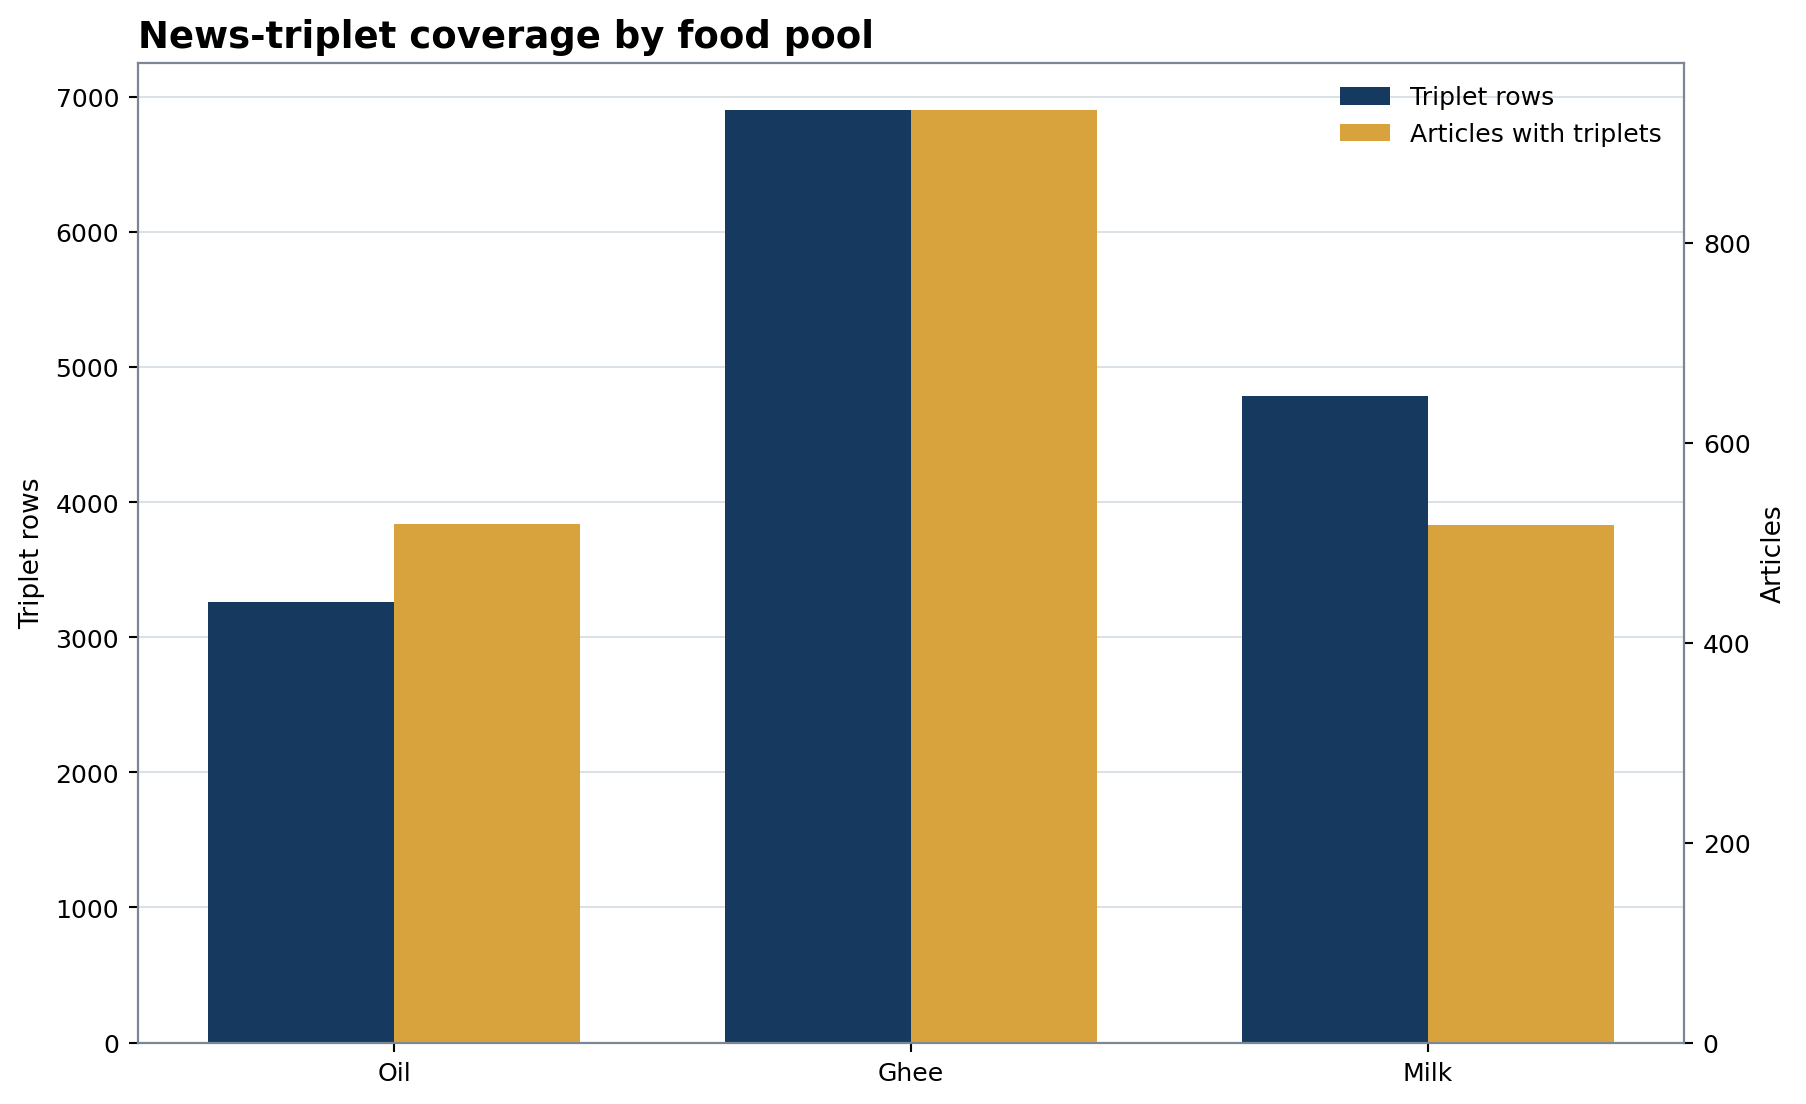 News-triplet coverage by food pool
Triplet rows
Articles with triplets
7000
6000
5000
4000
3000
2000
1000
0
Triplet rows
800
600
400
200
0
Articles
Oil
Ghee
Milk